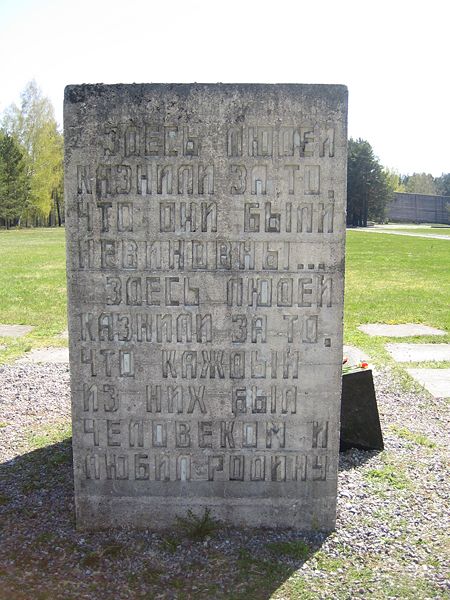 ЗДЕСЬ ЛЮДЕЙ
КАЗНИЛИ ЗА ТО,
ЧТО ОНИ БЫЛИ
НЕВИНОВНЫ...
ЗДЕСЬ ЛЮДЕЙ
КАЗНИЛИ ЗА ТО,
ЧТО КАЖДЫЙ
ИЗ НИХ БЫЛ
ЧЕЛОВЕКОМ И
ЛЮБИЛ РОДИНУ